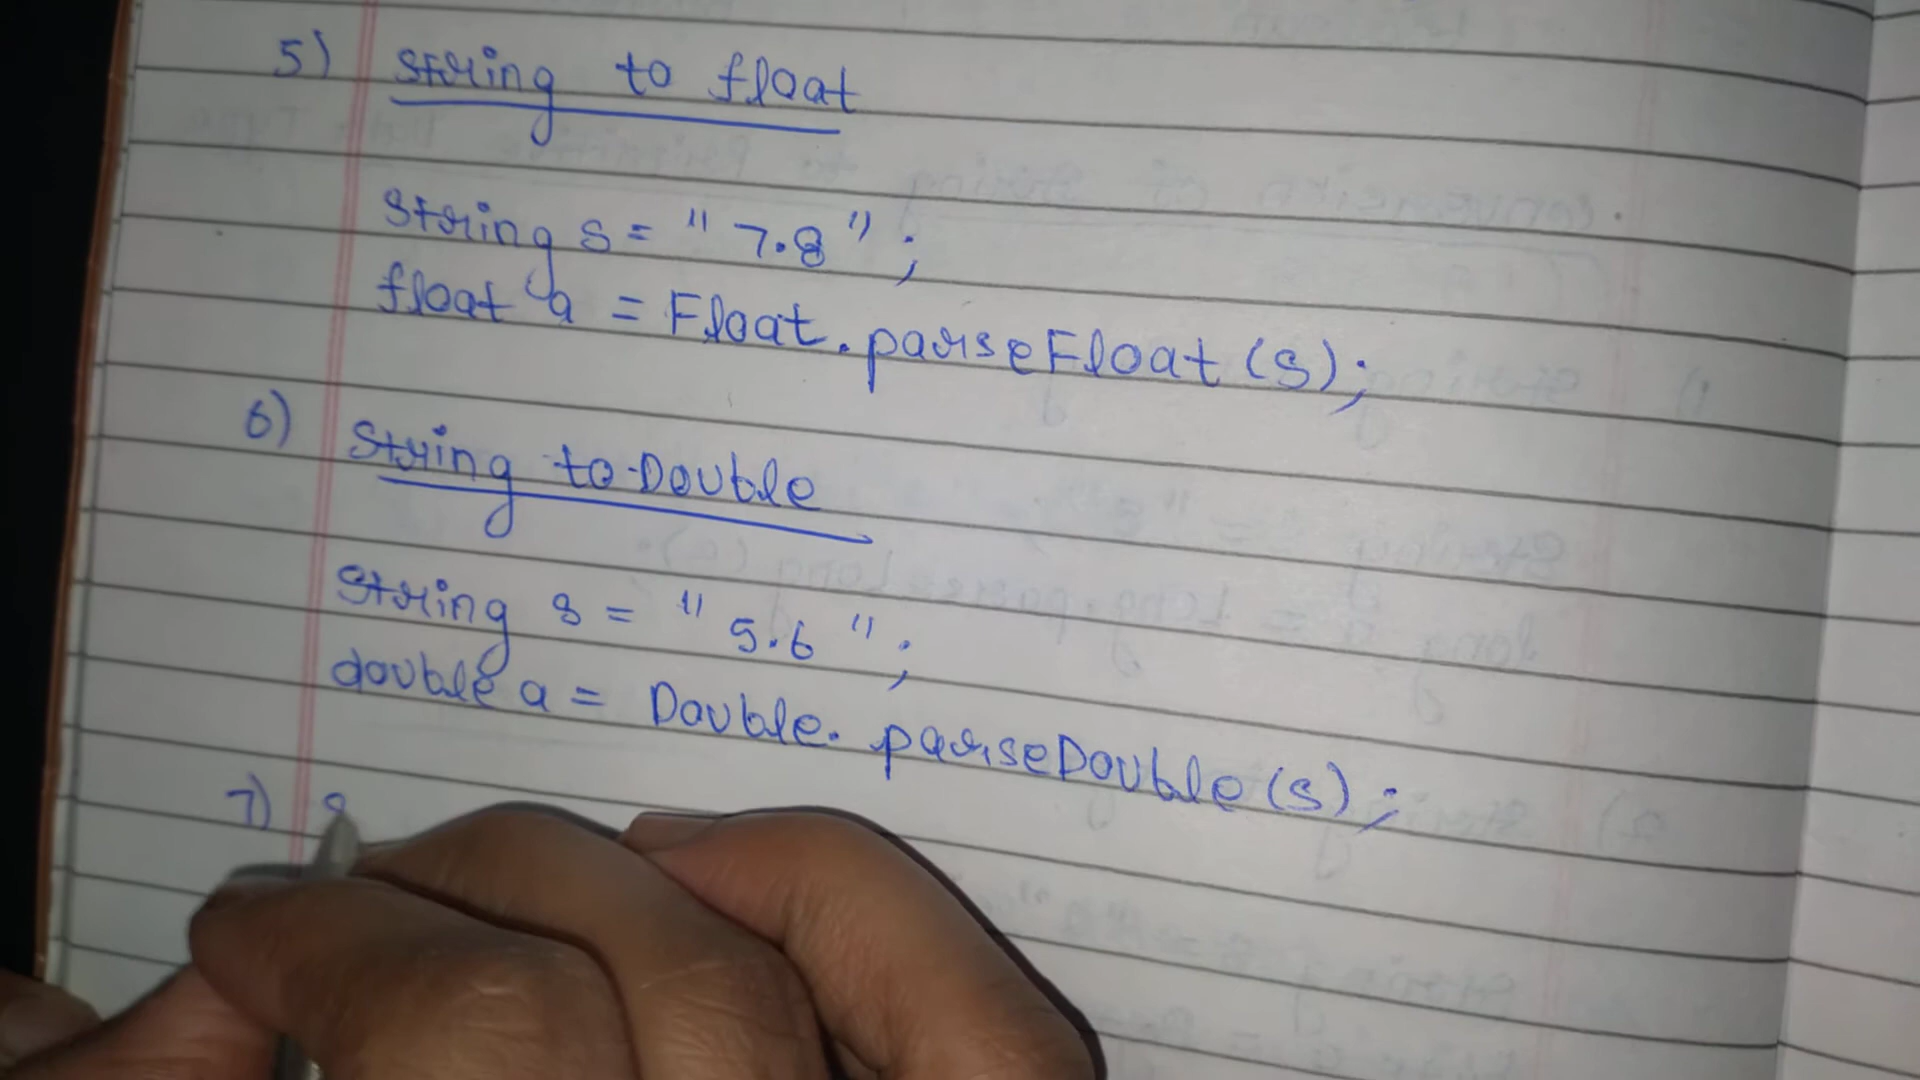 5) String to float
String s = "7.8";
float a = Float.parseFloat(s);
6) String to Double
String s = "5.6";
double a = Double.parseDouble(s);
7) S